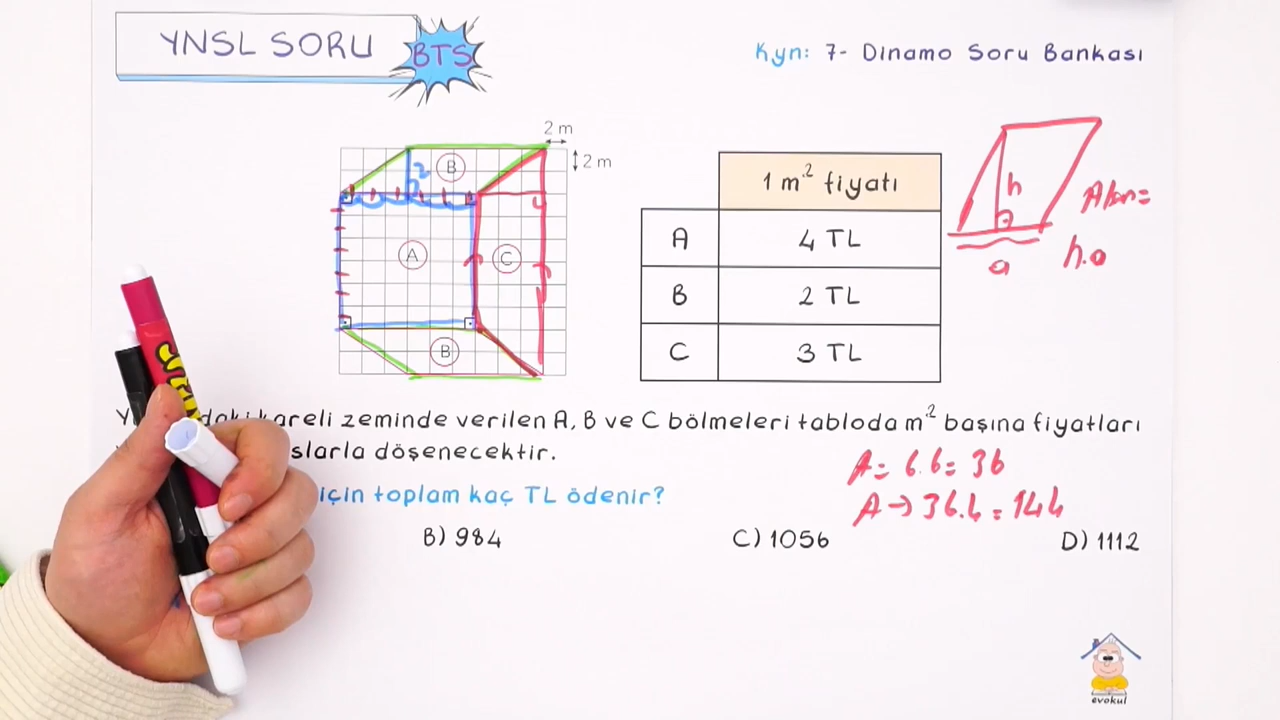 YNSL SORU
BTS
Kyn: 7- Dinamo Soru Bankası
2 m
2 m
B
2
A
C
B
1 m² fiyatı
A 4 TL
B 2 TL
C 3 TL
h
a
Alan=
h.a
kareli zeminde verilen A, B ve C bölmeleri tabloda m² başına fiyatları
döşenecektir.
için toplam kaç TL ödenir?
A= 6.6= 36
A→ 36.4 = 144
B) 984
C) 1056
D) 1112
evokul